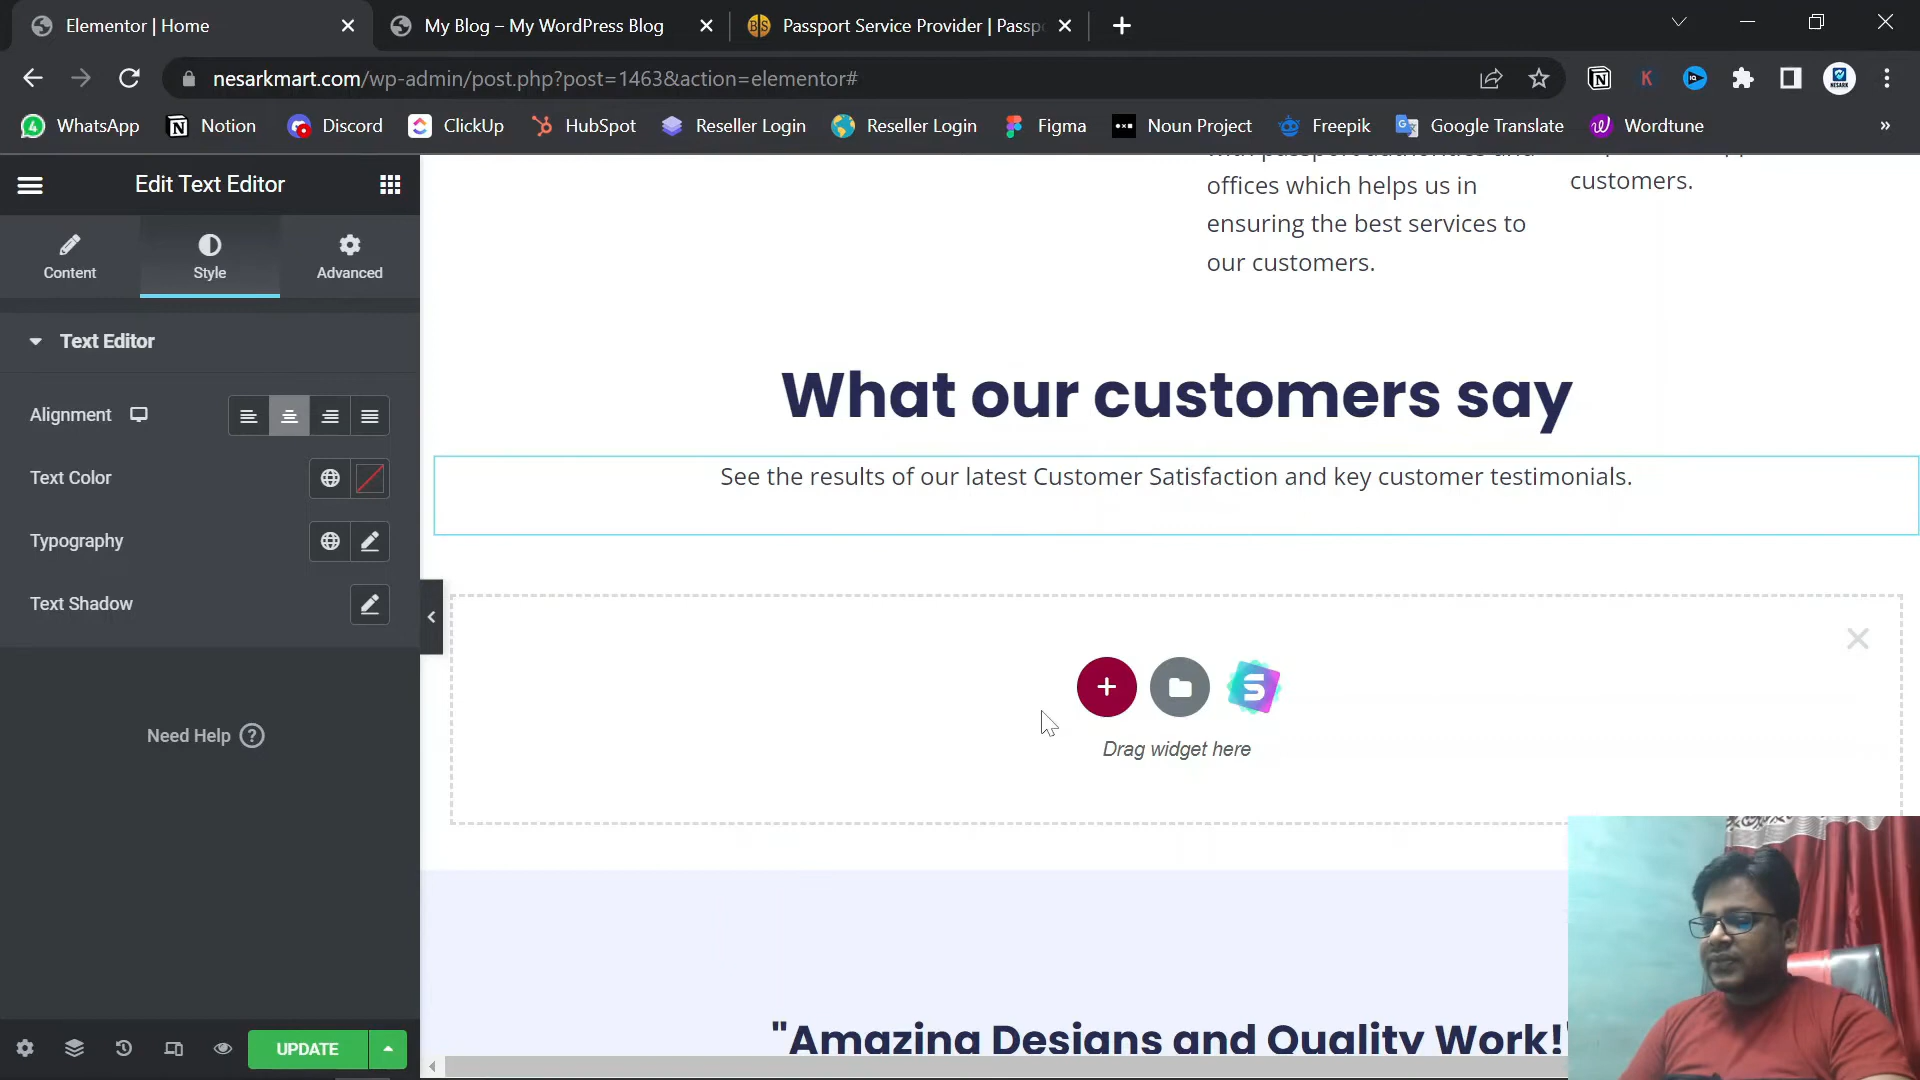 Elementor | Home
My Blog – My WordPress Blog
Passport Service Provider | Passp
nesarkmart.com/wp-admin/post.php?post=1463&action=elementor#
WhatsApp
Notion
Discord
ClickUp
HubSpot
Reseller Login
Reseller Login
Figma
Noun Project
Freepik
Google Translate
Wordtune
Edit Text Editor
Content
Style
Advanced
Text Editor
Alignment
Text Color
Typography
Text Shadow
Need Help
UPDATE
offices which helps us in
ensuring the best services to
our customers.
customers.
What our customers say
See the results of our latest Customer Satisfaction and key customer testimonials.
Drag widget here
"Amazing Designs and Quality Work!"